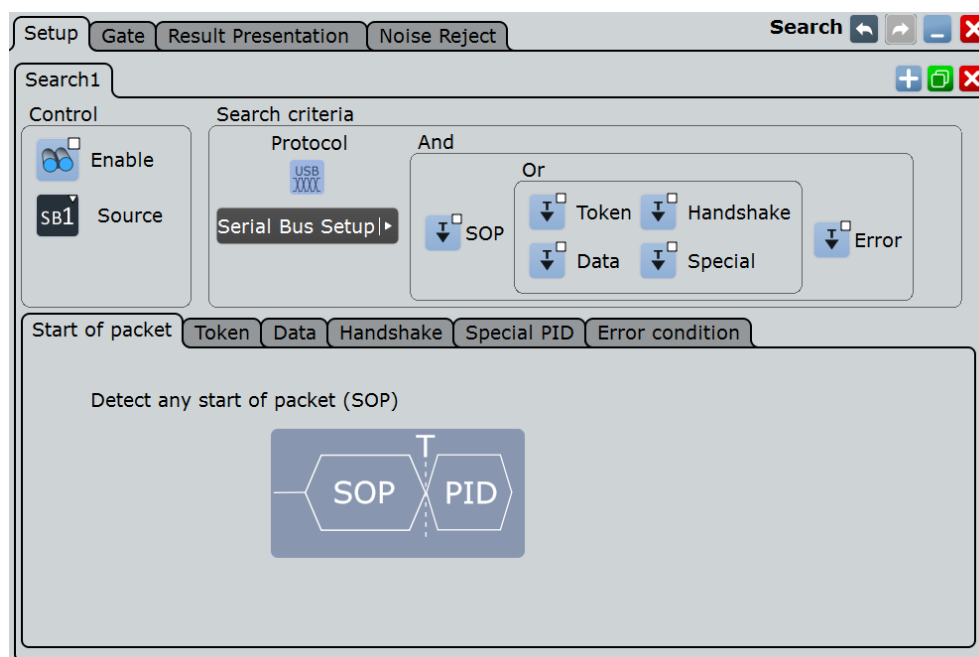 Setup Gate Result Presentation Noise Reject Search
Search1
Control Search criteria
Protocol And
Enable USB Or
SB1 Source Serial Bus Setup T SOP T Token T Handshake T Error
T Data T Special
Start of packet Token Data Handshake Special PID Error condition
Detect any start of packet (SOP)
T
SOP PID